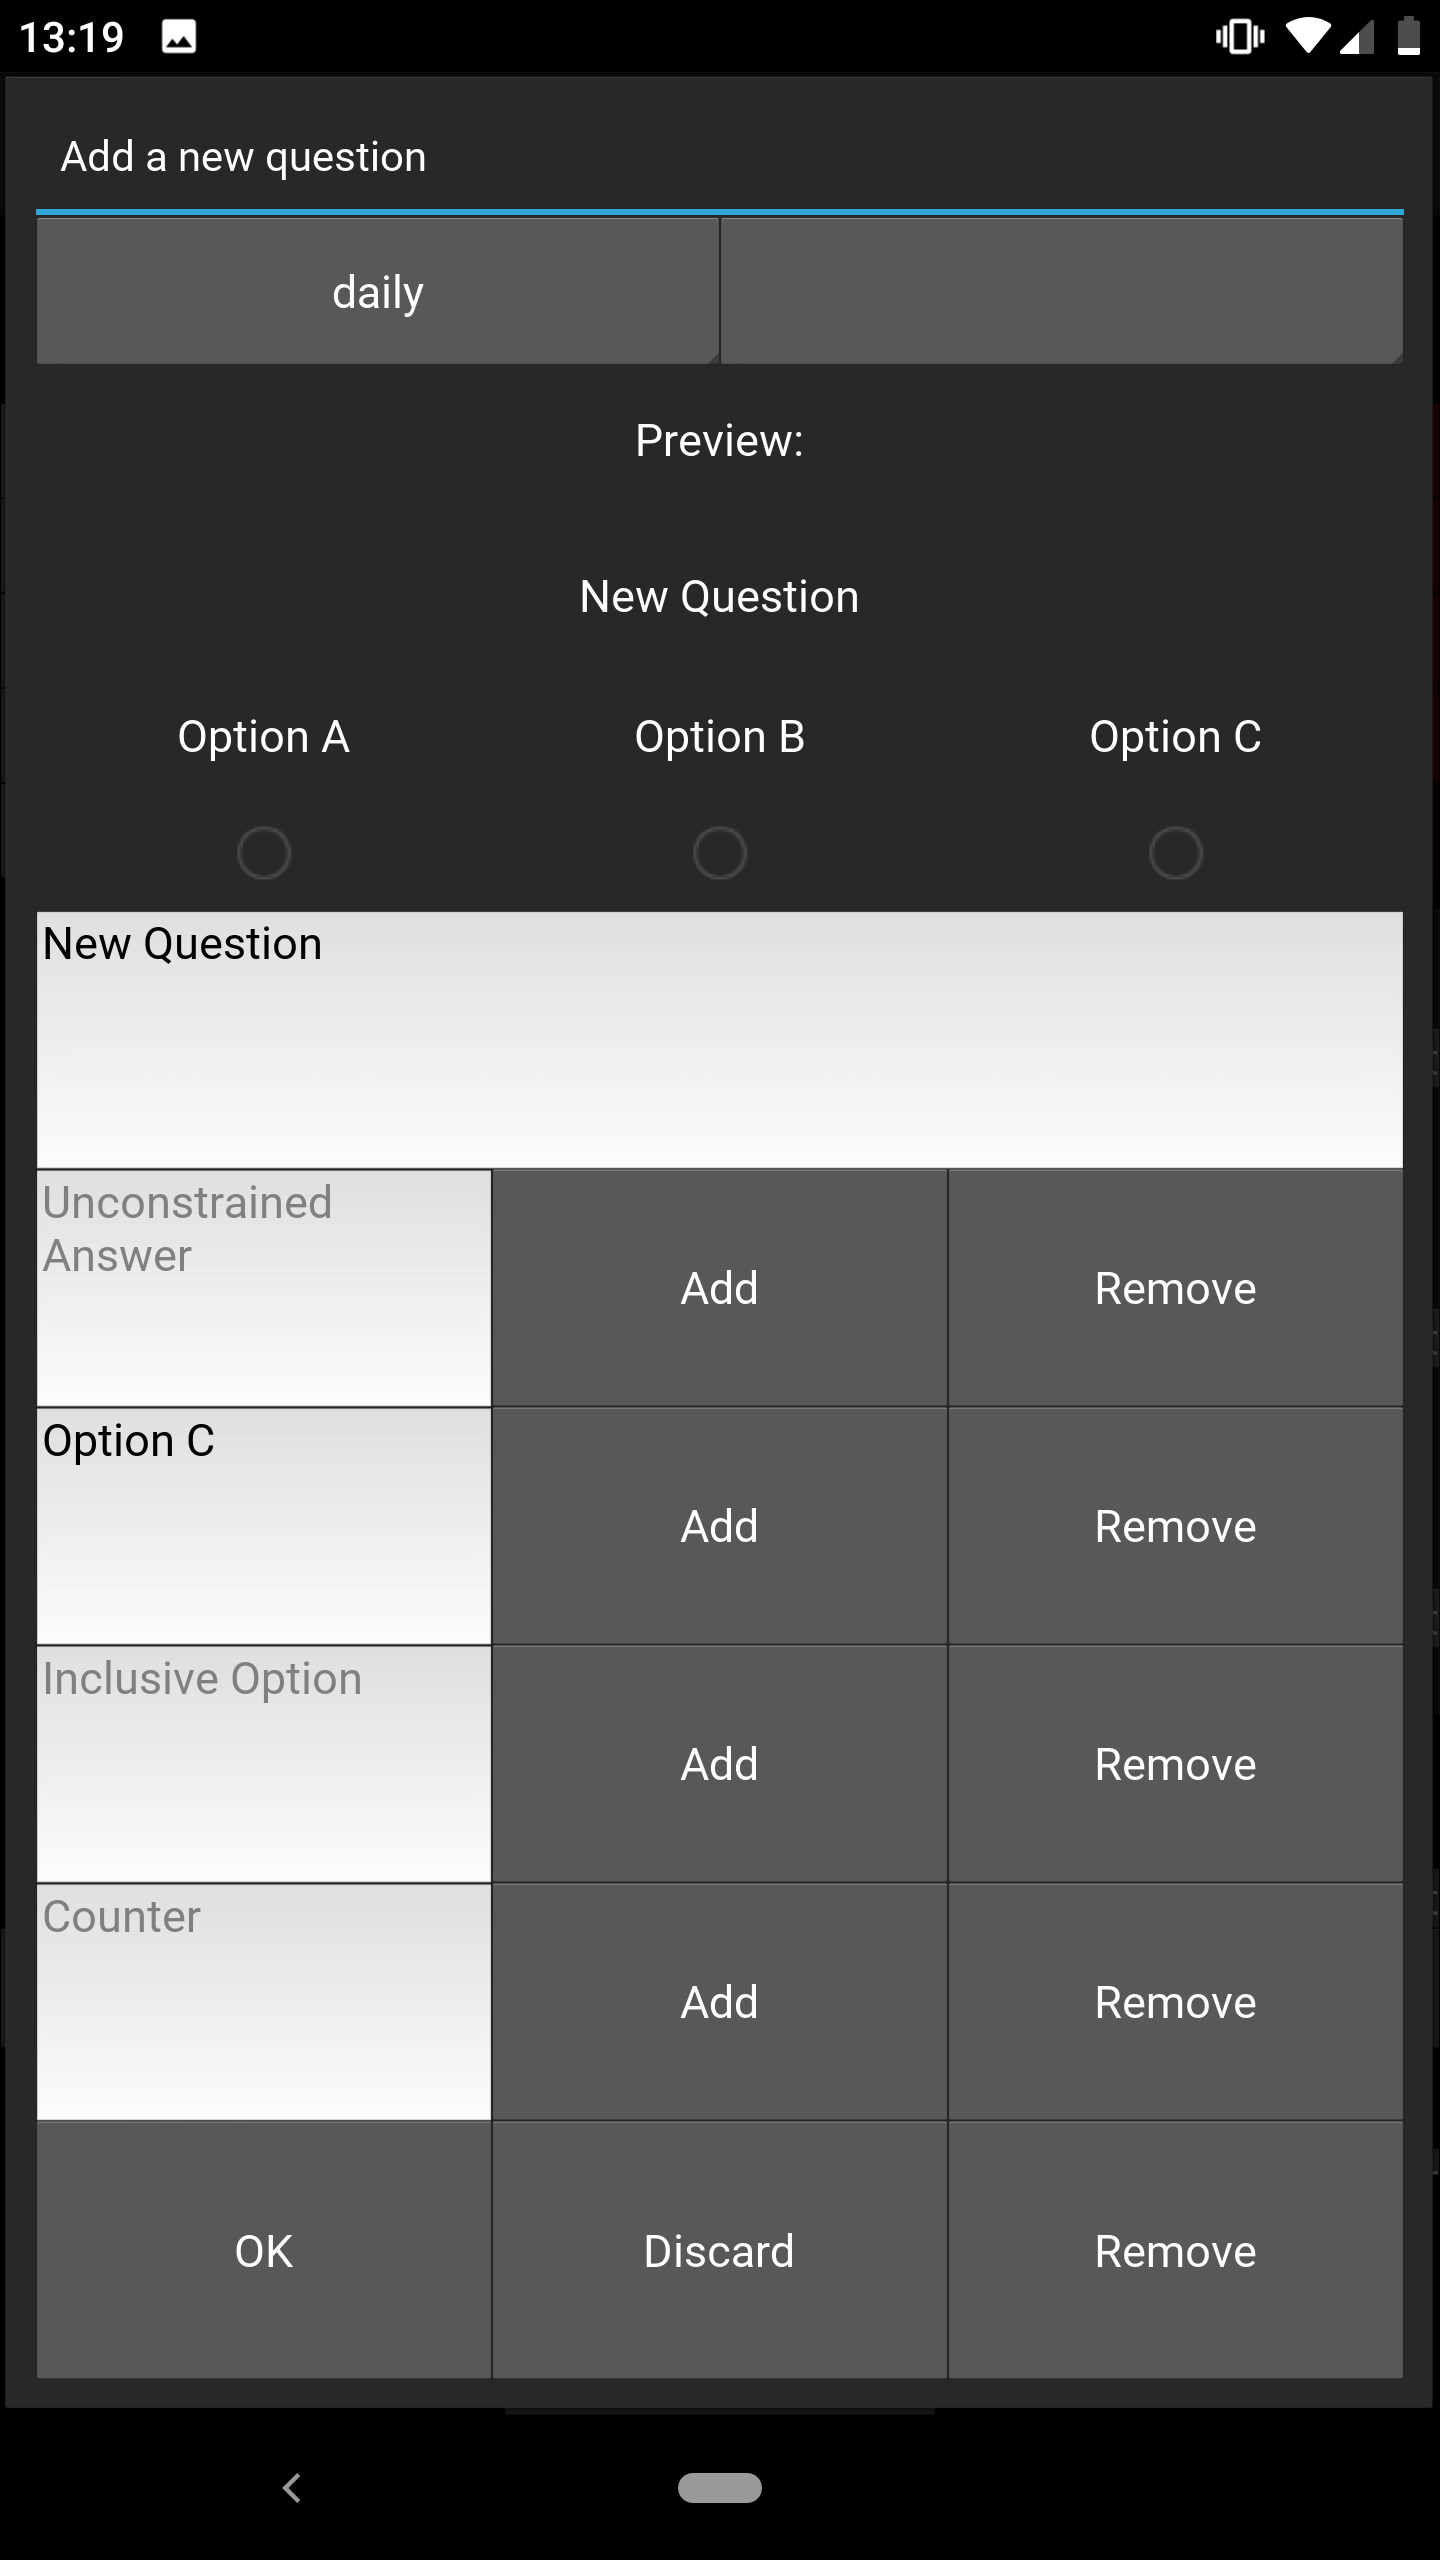 13:19
Add a new question
daily
Preview:
New Question
Option A Option B Option C
New Question
Unconstrained
Answer
Add Remove
Option C
Add Remove
Inclusive Option
Add Remove
Counter
Add Remove
OK Discard Remove